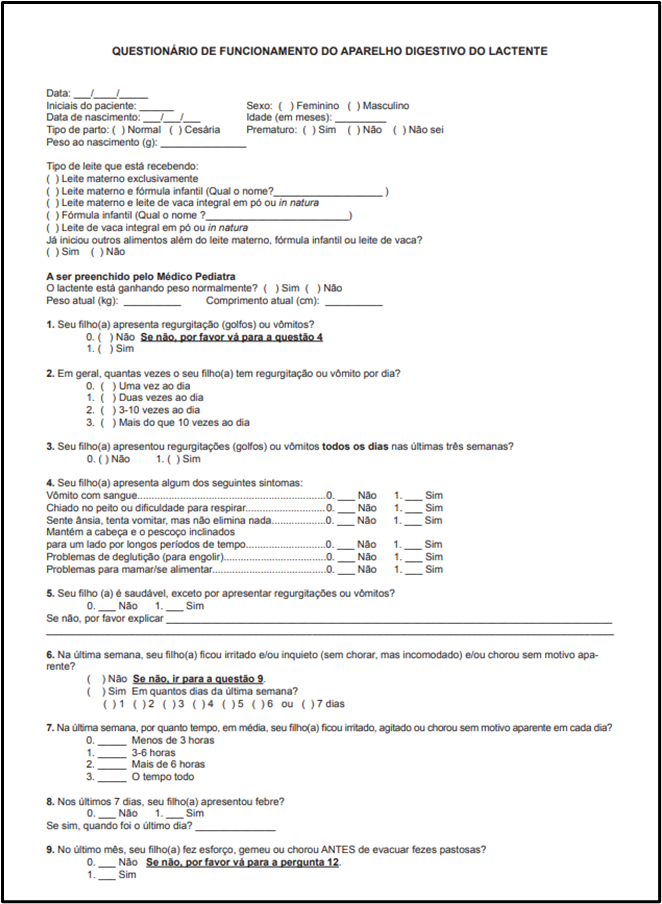 QUESTIONÁRIO DE FUNCIONAMENTO DO APARELHO DIGESTIVO DO LACTENTE
Data: ___/____/_____
Iniciais do paciente: ______ Sexo: ( ) Feminino ( ) Masculino
Data de nascimento: ___/___/___ Idade (em meses): _________
Tipo de parto: ( ) Normal ( ) Cesária Prematuro: ( ) Sim ( ) Não ( ) Não sei
Peso ao nascimento (g): _______________
Tipo de leite que está recebendo:
( ) Leite materno exclusivamente
( ) Leite materno e fórmula infantil (Qual o nome?___________________ )
( ) Leite materno e leite de vaca integral em pó ou in natura
( ) Fórmula infantil (Qual o nome ?_________________________)
( ) Leite de vaca integral em pó ou in natura
Já iniciou outros alimentos além do leite materno, fórmula infantil ou leite de vaca?
( ) Sim ( ) Não
A ser preenchido pelo Médico Pediatra
O lactente está ganhando peso normalmente? ( ) Sim ( ) Não
Peso atual (kg): __________ Comprimento atual (cm): __________
1. Seu filho(a) apresenta regurgitação (golfos) ou vômitos?
0. ( ) Não Se não, por favor vá para a questão 4
1. ( ) Sim
2. Em geral, quantas vezes o seu filho(a) tem regurgitação ou vômito por dia?
0. ( ) Uma vez ao dia
1. ( ) Duas vezes ao dia
2. ( ) 3-10 vezes ao dia
3. ( ) Mais do que 10 vezes ao dia
3. Seu filho(a) apresentou regurgitações (golfos) ou vômitos todos os dias nas últimas três semanas?
0. ( ) Não 1. ( ) Sim
4. Seu filho(a) apresenta algum dos seguintes sintomas:
Vômito com sangue.................................................................0. ___ Não 1. ___ Sim
Chiado no peito ou dificuldade para respirar...........................0. ___ Não 1. ___ Sim
Sente ânsia, tenta vomitar, mas não elimina nada...................0. ___ Não 1. ___ Sim
Mantém a cabeça e o pescoço inclinados
para um lado por longos períodos de tempo...........................0. ___ Não 1. ___ Sim
Problemas de deglutição (para engolir)...................................0. ___ Não 1. ___ Sim
Problemas para mamar/se alimentar.......................................0. ___ Não 1. ___ Sim
5. Seu filho (a) é saudável, exceto por apresentar regurgitações ou vômitos?
0. ___ Não 1. ___ Sim
Se não, por favor explicar ______________________________________________________________
6. Na última semana, seu filho(a) ficou irritado e/ou inquieto (sem chorar, mas incomodado) e/ou chorou sem motivo apa-
rente?
( ) Não Se não, ir para a questão 9.
( ) Sim Em quantos dias da última semana?
( ) 1 ( ) 2 ( ) 3 ( ) 4 ( ) 5 ( ) 6 ou ( ) 7 dias
7. Na última semana, por quanto tempo, em média, seu filho(a) ficou irritado, agitado ou chorou sem motivo aparente em cada dia?
0. _____ Menos de 3 horas
1. _____ 3-6 horas
2. _____ Mais de 6 horas
3. _____ O tempo todo
8. Nos últimos 7 dias, seu filho(a) apresentou febre?
0. ___ Não 1. ___ Sim
Se sim, quando foi o último dia? ______________
9. No último mês, seu filho(a) fez esforço, gemeu ou chorou ANTES de evacuar fezes pastosas?
0. ___ Não Se não, por favor vá para a pergunta 12.
1. ___ Sim